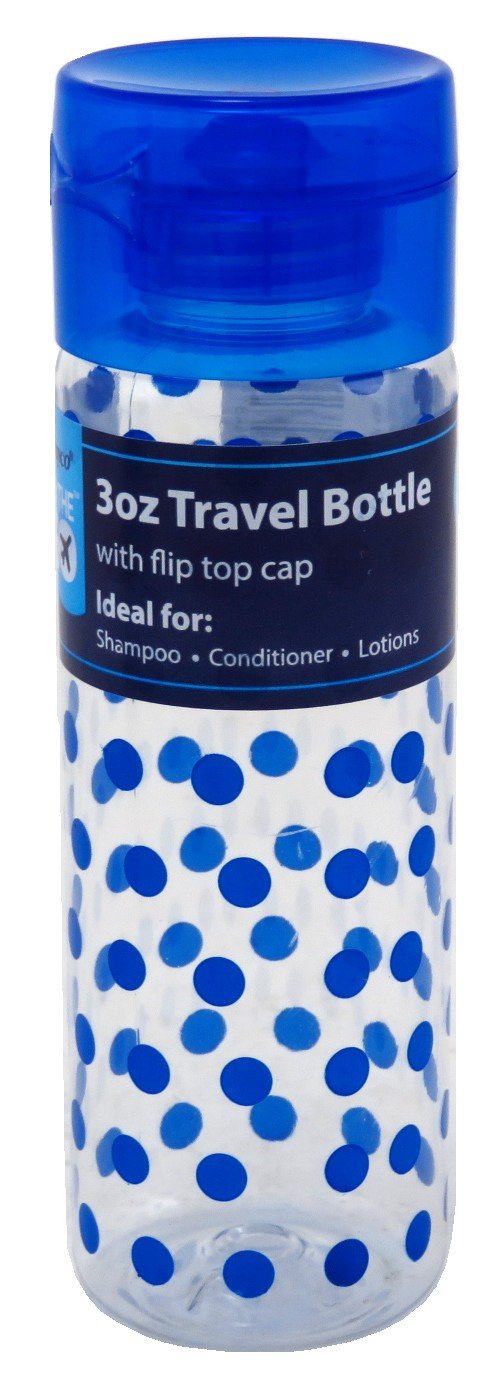 3oz Travel Bottle
with flip top cap
Ideal for:
Shampoo • Conditioner • Lotions